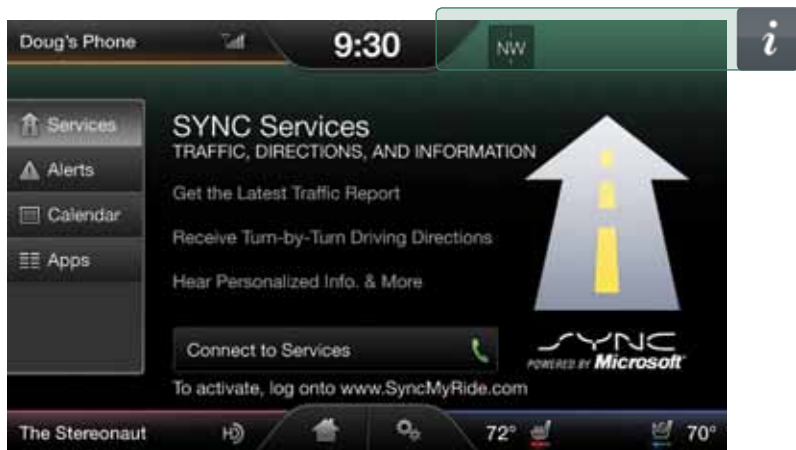 Doug's Phone 9:30 NW i
Services
Alerts
Calendar
Apps
SYNC Services
TRAFFIC, DIRECTIONS, AND INFORMATION
Get the Latest Traffic Report
Receive Turn-by-Turn Driving Directions
Hear Personalized Info. & More
Connect to Services
SYNC
POWERED BY Microsoft
To activate, log onto www.SyncMyRide.com
The Stereonaut 72° 70°